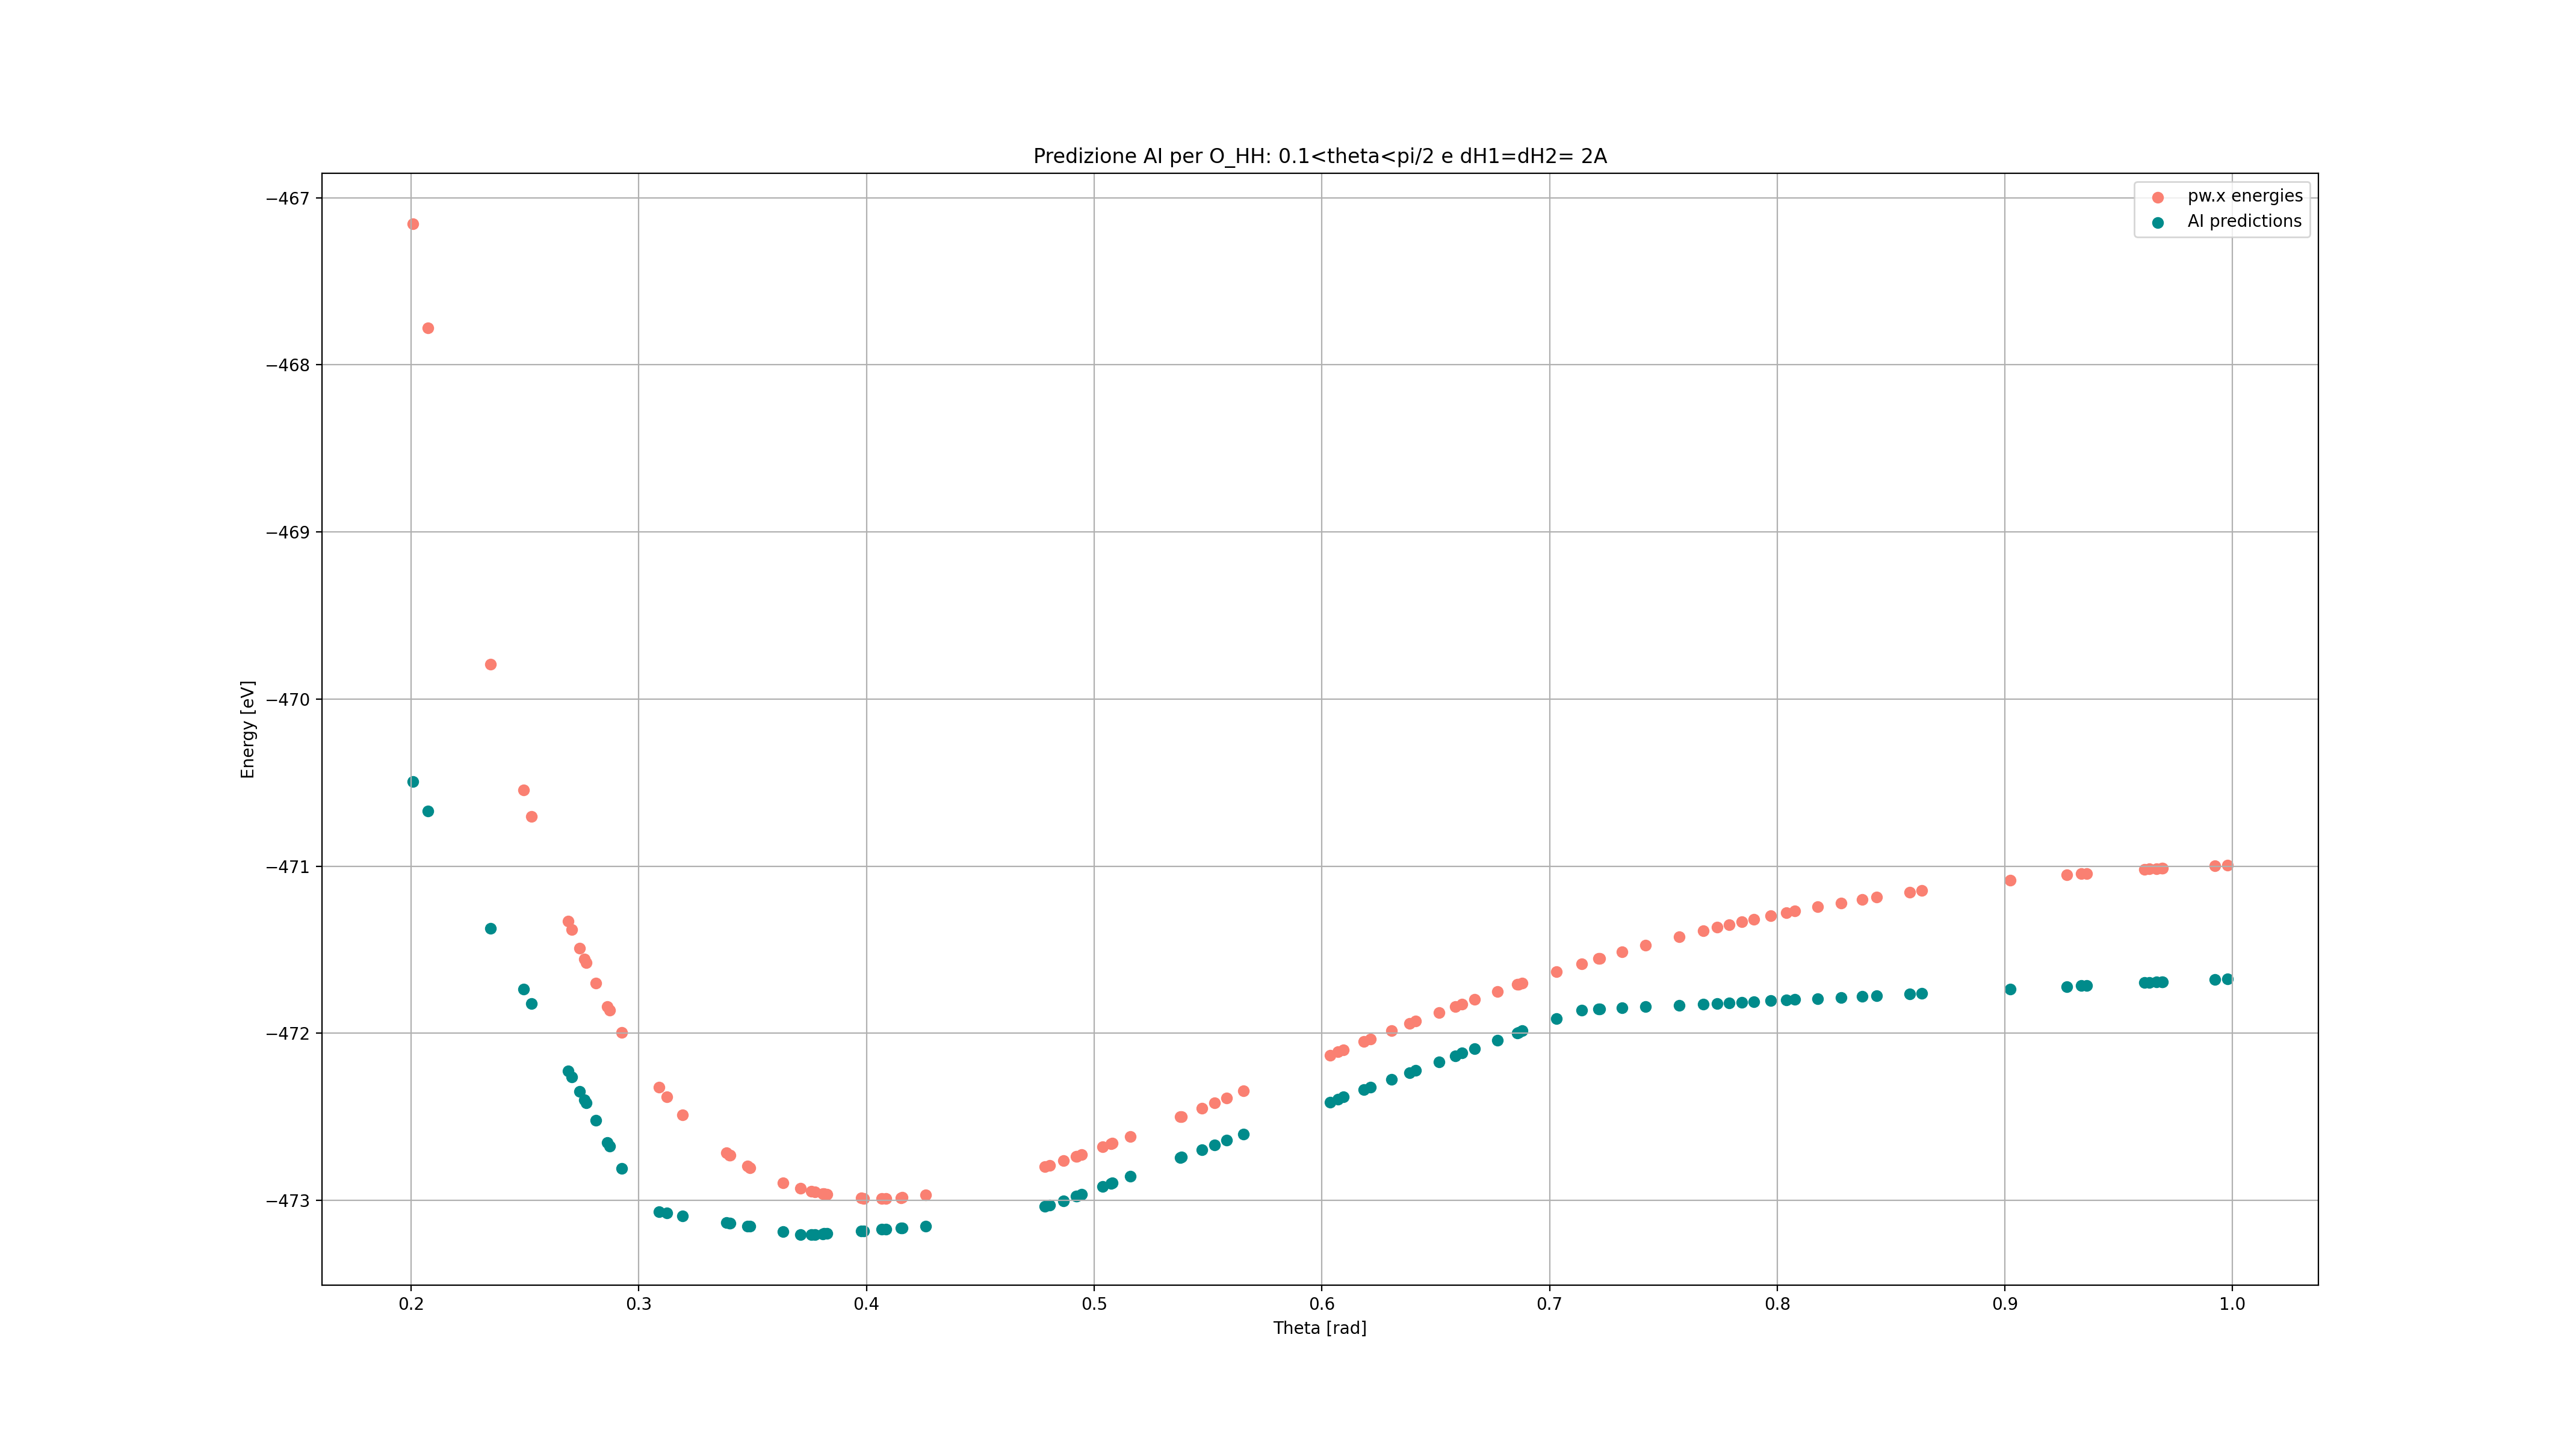 Predizione AI per O_HH: 0.1<theta<pi/2 e dH1=dH2= 2A
pw.x energies
AI predictions
Energy [eV]
−467
−468
−469
−470
−471
−472
−473
0.2 0.3 0.4 0.5 0.6 0.7 0.8 0.9 1.0
Theta [rad]